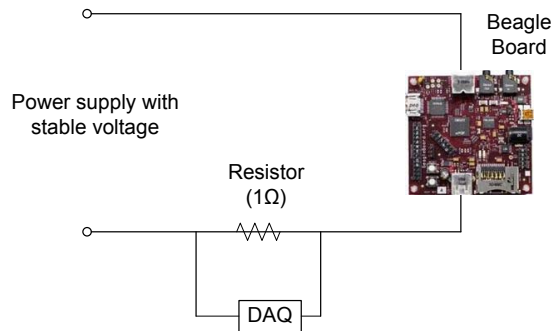 Beagle
Board
Power supply with
stable voltage
Resistor
(1Ω)
DAQ